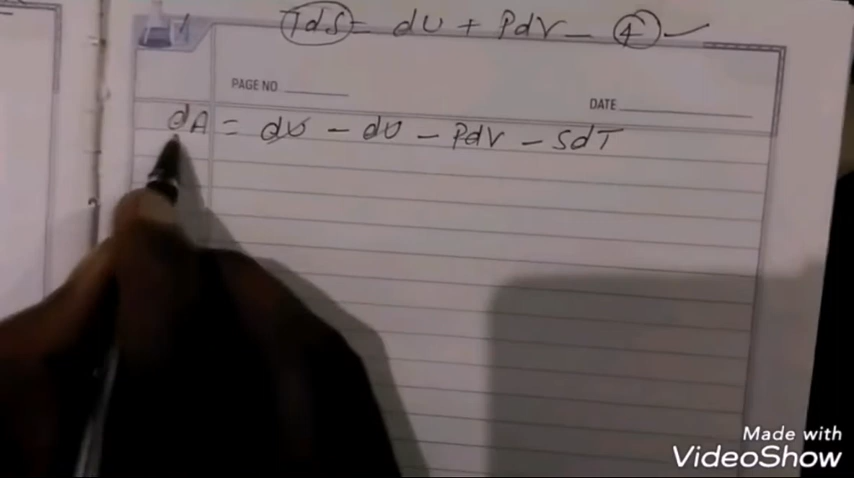 TdS = dU + PdV - ④
PAGE NO
DATE
dA = dU - dU - PdV - SdT
Made with
VideoShow